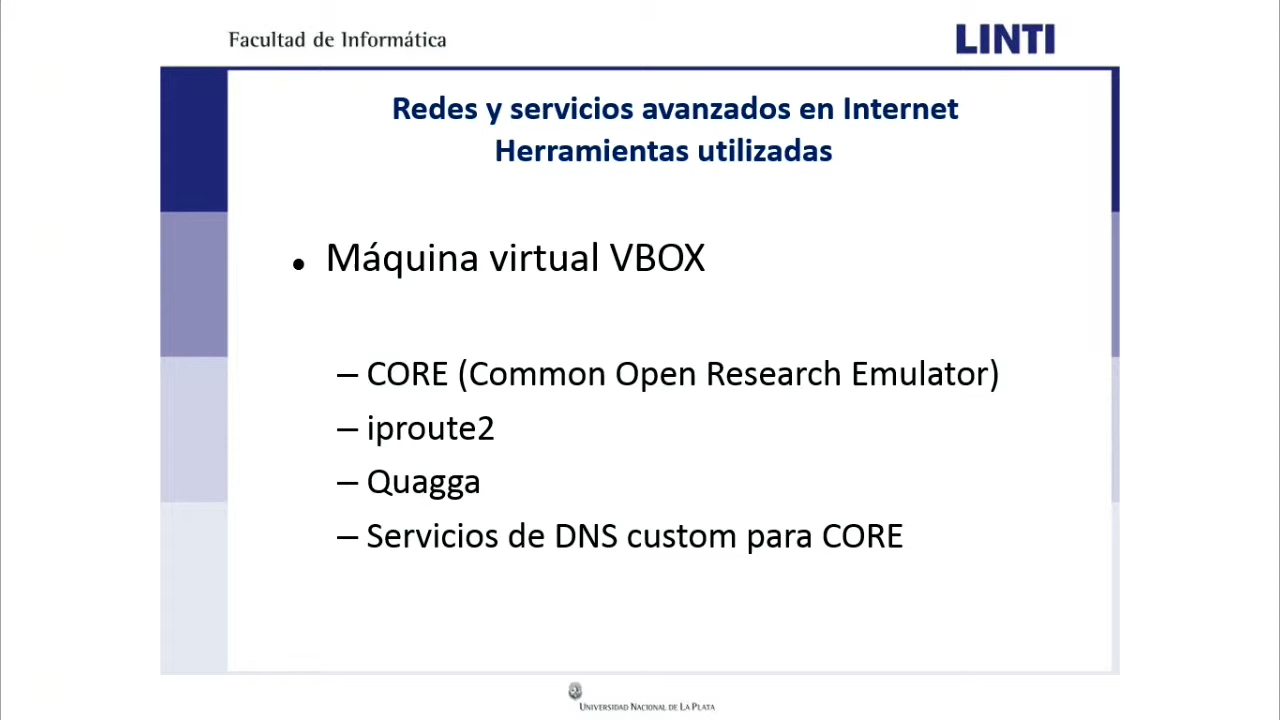 Facultad de Informática
LINTI
Redes y servicios avanzados en Internet
Herramientas utilizadas
• Máquina virtual VBOX
– CORE (Common Open Research Emulator)
– iproute2
– Quagga
– Servicios de DNS custom para CORE
UNIVERSIDAD NACIONAL DE LA PLATA